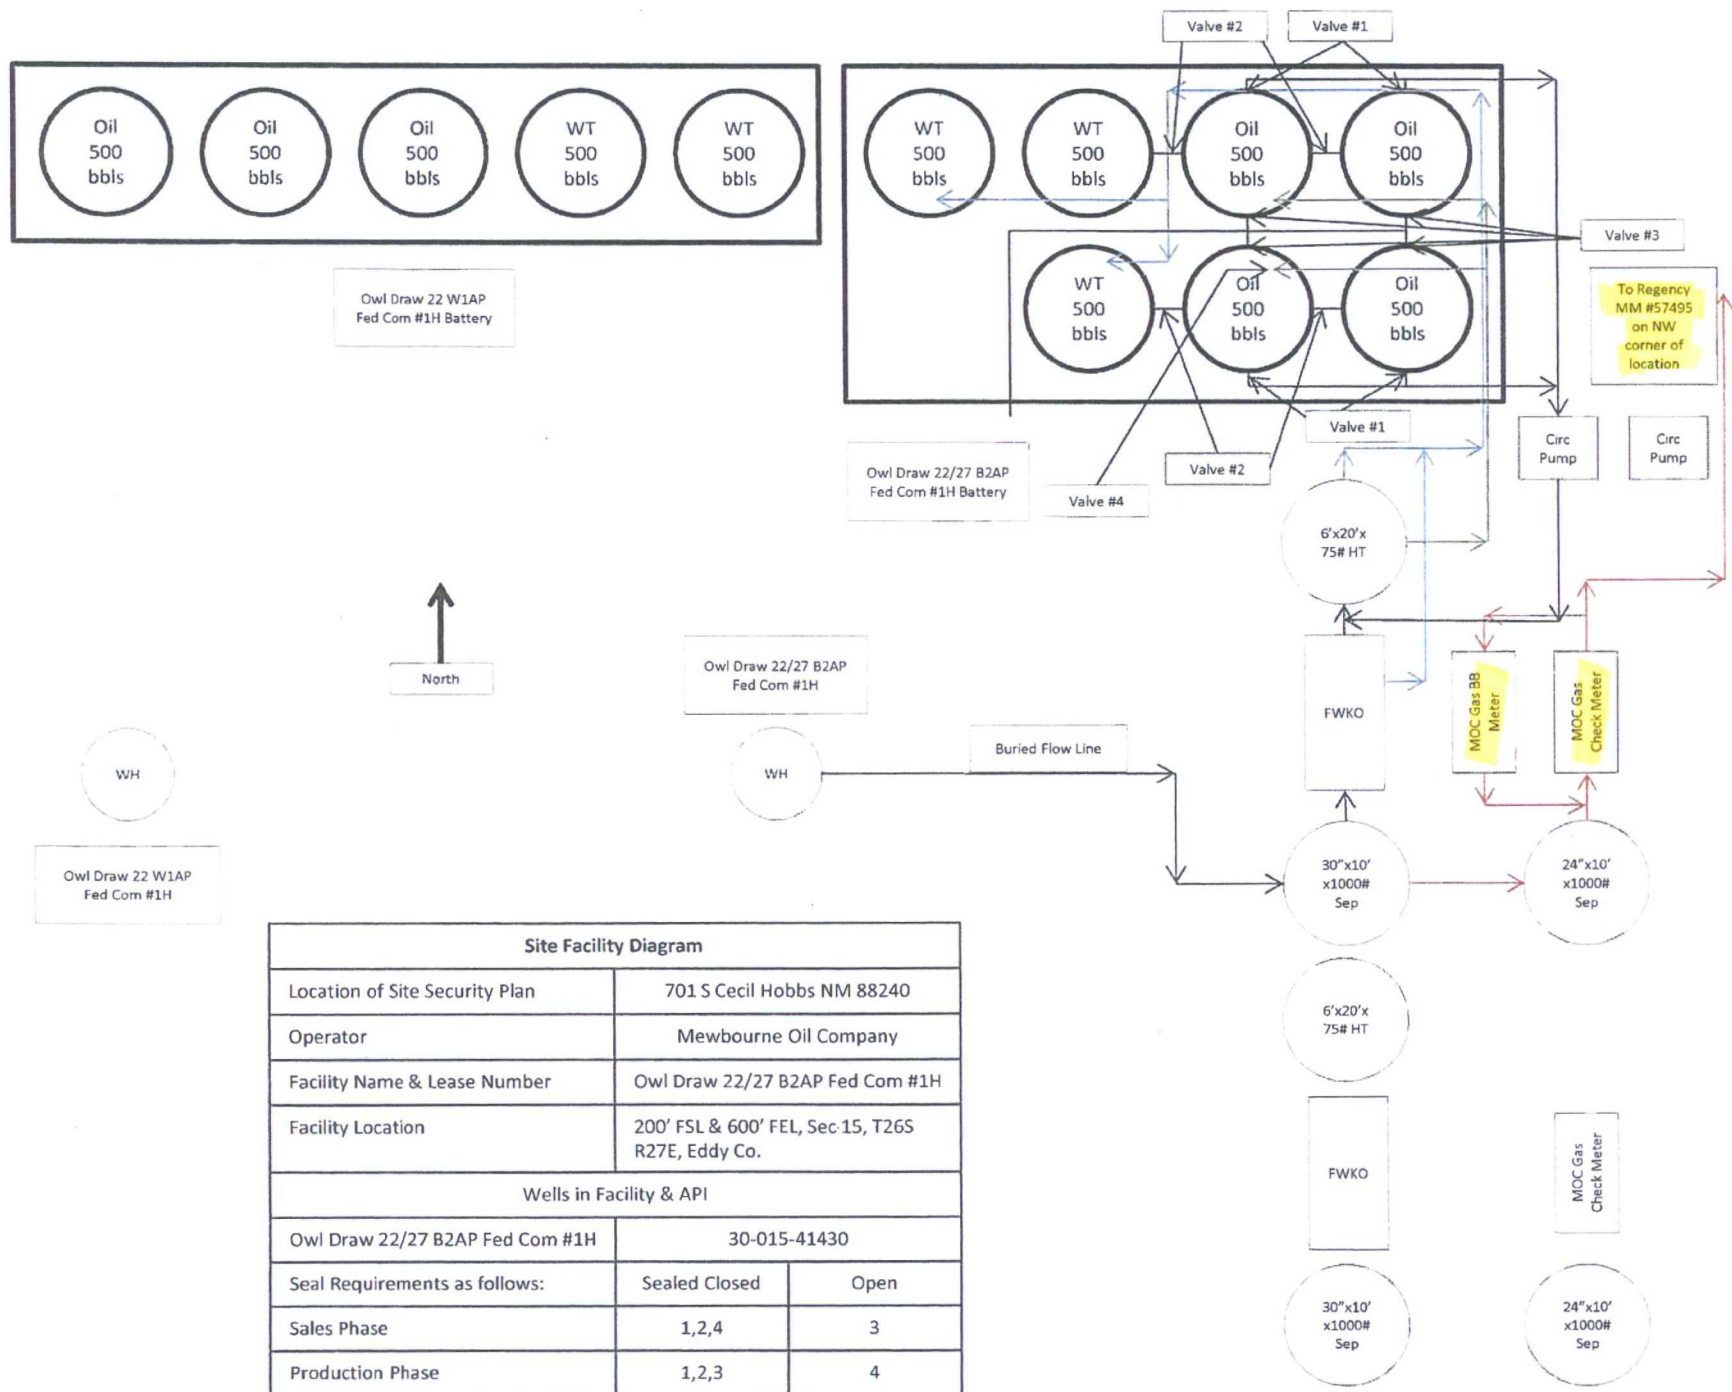 Valve #2
Valve #1
Oil
500
bbls
Oil
500
bbls
Oil
500
bbls
WT
500
bbls
WT
500
bbls
WT
500
bbls
WT
500
bbls
Oil
500
bbls
Oil
500
bbls
Valve #3
WT
500
bbls
Oil
500
bbls
Oil
500
bbls
To Regency
MM #57495
on NW
corner of
location
Owl Draw 22 W1AP
Fed Com #1H Battery
Valve #1
Circ
Pump
Circ
Pump
Owl Draw 22/27 B2AP
Fed Com #1H Battery
Valve #2
Valve #4
6'x20'x
75# HT
North
Owl Draw 22/27 B2AP
Fed Com #1H
FWKO
MOC Gas BB
Meter
MOC Gas
Check Meter
WH
WH
Buried Flow Line
Owl Draw 22 W1AP
Fed Com #1H
30"x10'
x1000#
Sep
24"x10'
x1000#
Sep
6'x20'x
75# HT
FWKO
MOC Gas
Check Meter
30"x10'
x1000#
Sep
24"x10'
x1000#
Sep
Site Facility Diagram
Location of Site Security Plan 701 S Cecil Hobbs NM 88240
Operator Mewbourne Oil Company
Facility Name & Lease Number Owl Draw 22/27 B2AP Fed Com #1H
Facility Location 200' FSL & 600' FEL, Sec 15, T26S
R27E, Eddy Co.
Wells in Facility & API
Owl Draw 22/27 B2AP Fed Com #1H 30-015-41430
Seal Requirements as follows: Sealed Closed Open
Sales Phase 1,2,4 3
Production Phase 1,2,3 4